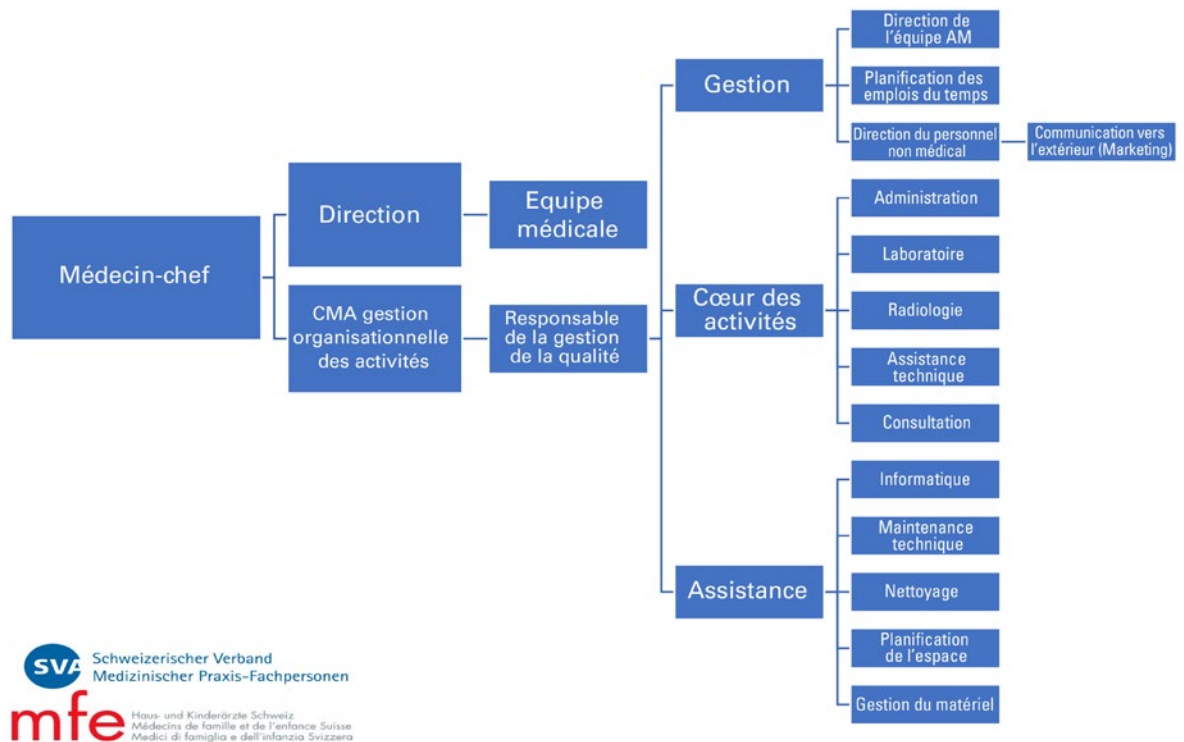 Médecin-chef
Direction
CMA gestion
organisationnelle
des activités
Equipe
médicale
Responsable
de la gestion
de la qualité
Gestion
Direction de
l'équipe AM
Planification des
emplois du temps
Direction du personnel
non médical
Communication vers
l'extérieur (Marketing)
Cœur des
activités
Administration
Laboratoire
Radiologie
Assistance
technique
Consultation
Assistance
Informatique
Maintenance
technique
Nettoyage
Planification
de l'espace
Gestion du matériel
SVA
Schweizerischer Verband
Medizinischer Praxis-Fachpersonen
mfe
Haus- und Kinderärzte Schweiz
Médecins de famille et de l'enfance Suisse
Medici di famiglia e dell'infanzia Svizzera